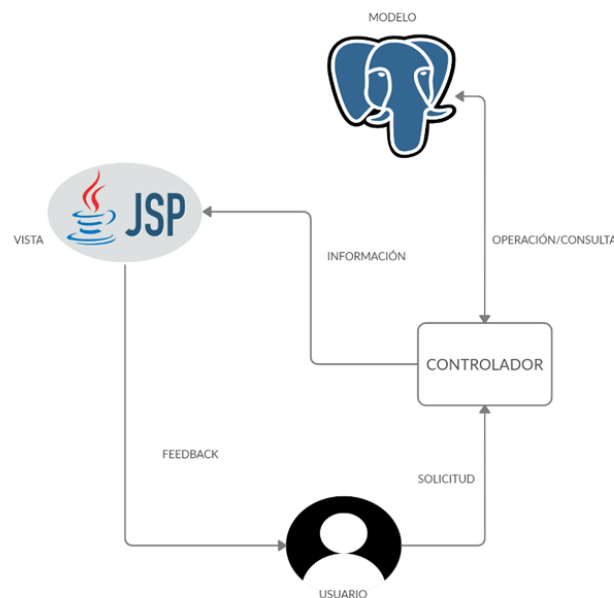 MODELO
JSP
VISTA
INFORMACIÓN
OPERACIÓN/CONSULTA
CONTROLADOR
FEEDBACK
SOLICITUD
USUARIO